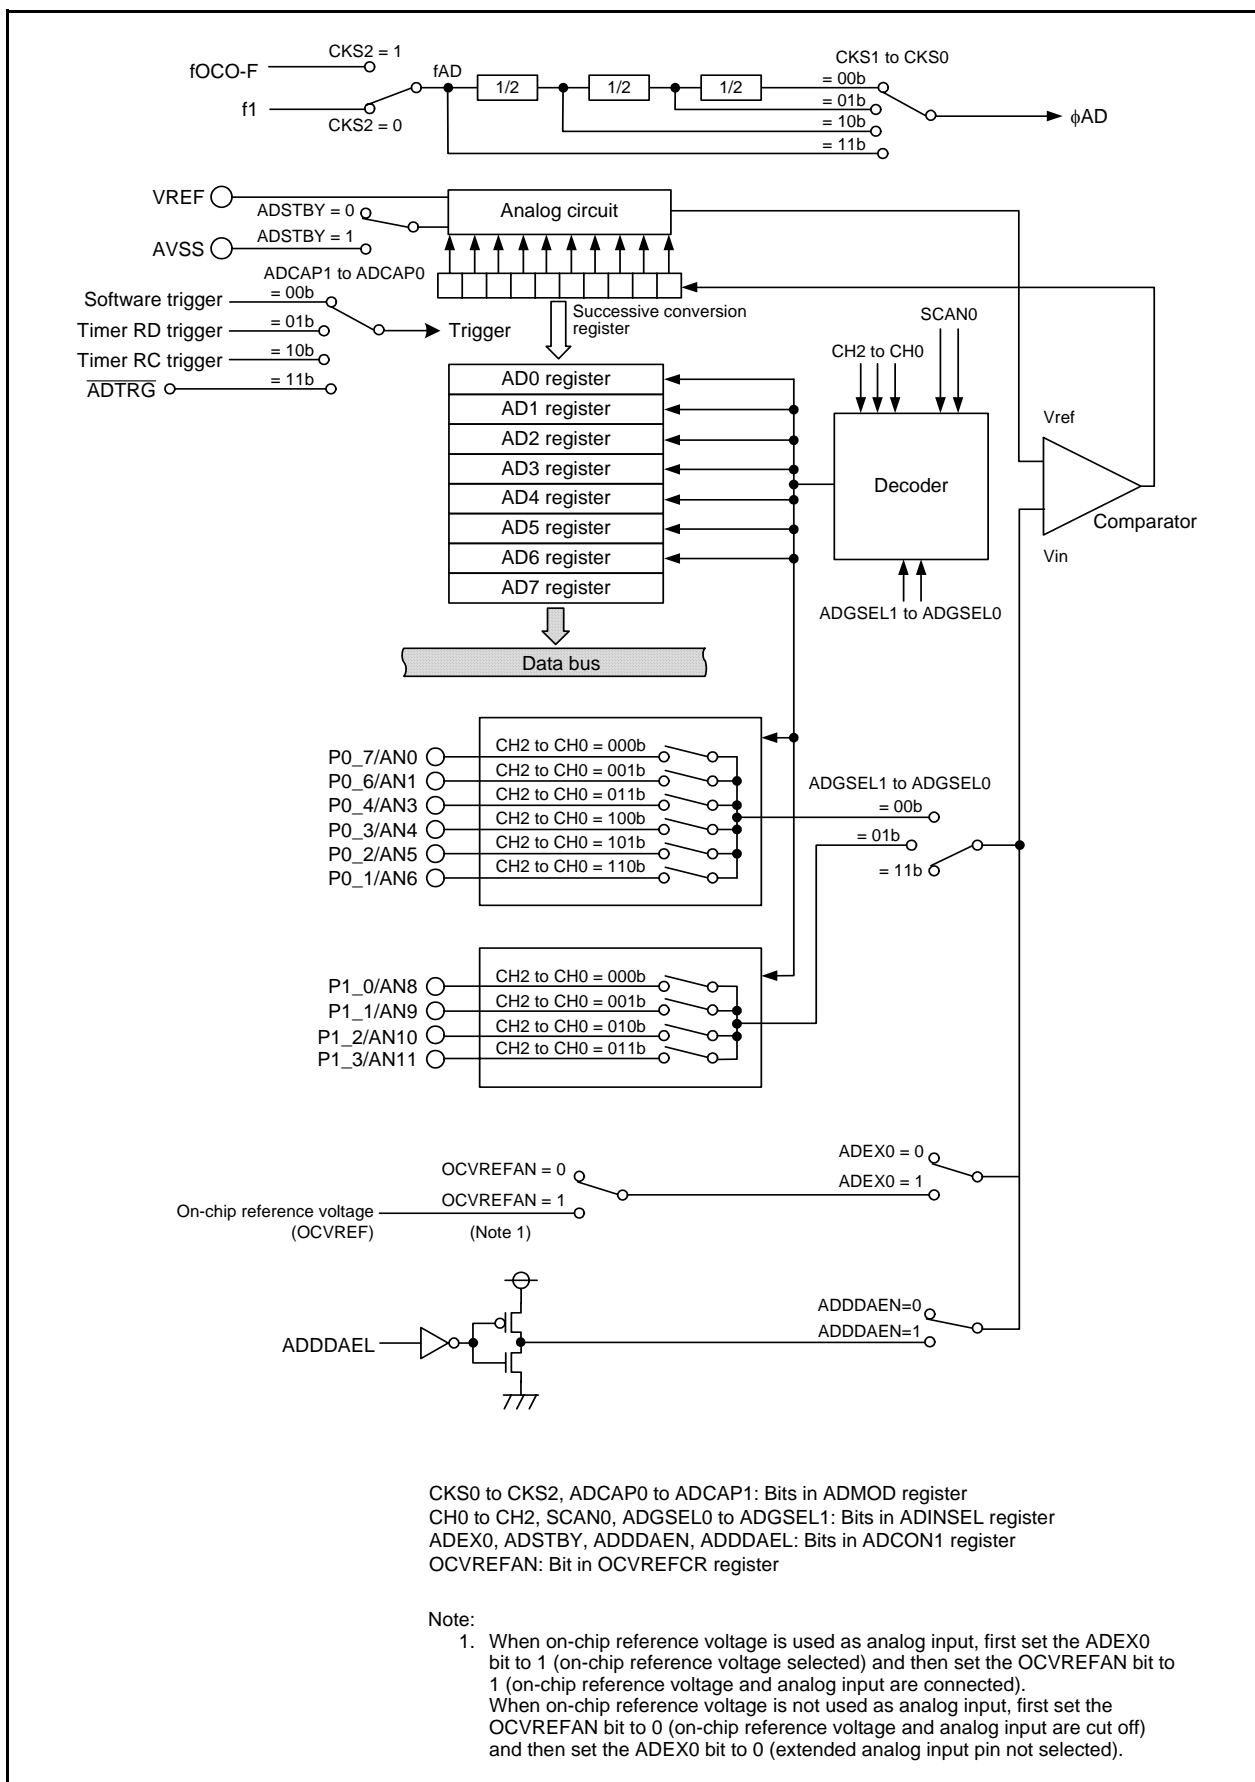 CKS2 = 1
fOCO-F
f1
CKS2 = 0
fAD
1/2
1/2
1/2
CKS1 to CKS0
= 00b
= 01b
= 10b
= 11b
ϕAD
VREF
ADSTBY = 0
AVSS
ADSTBY = 1
Analog circuit
ADCAP1 to ADCAP0
Software trigger
= 00b
Timer RD trigger
= 01b
Timer RC trigger
= 10b
ADTRG
= 11b
Trigger
Successive conversion
register
SCAN0
CH2 to CH0
AD0 register
AD1 register
AD2 register
AD3 register
AD4 register
AD5 register
AD6 register
AD7 register
Decoder
Vref
Comparator
Vin
ADGSEL1 to ADGSEL0
Data bus
P0_7/AN0
CH2 to CH0 = 000b
P0_6/AN1
CH2 to CH0 = 001b
P0_4/AN3
CH2 to CH0 = 011b
P0_3/AN4
CH2 to CH0 = 100b
P0_2/AN5
CH2 to CH0 = 101b
P0_1/AN6
CH2 to CH0 = 110b
ADGSEL1 to ADGSEL0
= 00b
= 01b
= 11b
P1_0/AN8
CH2 to CH0 = 000b
P1_1/AN9
CH2 to CH0 = 001b
P1_2/AN10
CH2 to CH0 = 010b
P1_3/AN11
CH2 to CH0 = 011b
OCVREFAN = 0
OCVREFAN = 1
On-chip reference voltage
(OCVREF)
(Note 1)
ADEX0 = 0
ADEX0 = 1
ADDDAEL
ADDDAEN=0
ADDDAEN=1
CKS0 to CKS2, ADCAP0 to ADCAP1: Bits in ADMOD register
CH0 to CH2, SCAN0, ADGSEL0 to ADGSEL1: Bits in ADINSEL register
ADEX0, ADSTBY, ADDDAEN, ADDDAEL: Bits in ADCON1 register
OCVREFAN: Bit in OCVREFCR register
Note:
1. When on-chip reference voltage is used as analog input, first set the ADEX0
bit to 1 (on-chip reference voltage selected) and then set the OCVREFAN bit to
1 (on-chip reference voltage and analog input are connected).
When on-chip reference voltage is not used as analog input, first set the
OCVREFAN bit to 0 (on-chip reference voltage and analog input are cut off)
and then set the ADEX0 bit to 0 (extended analog input pin not selected).